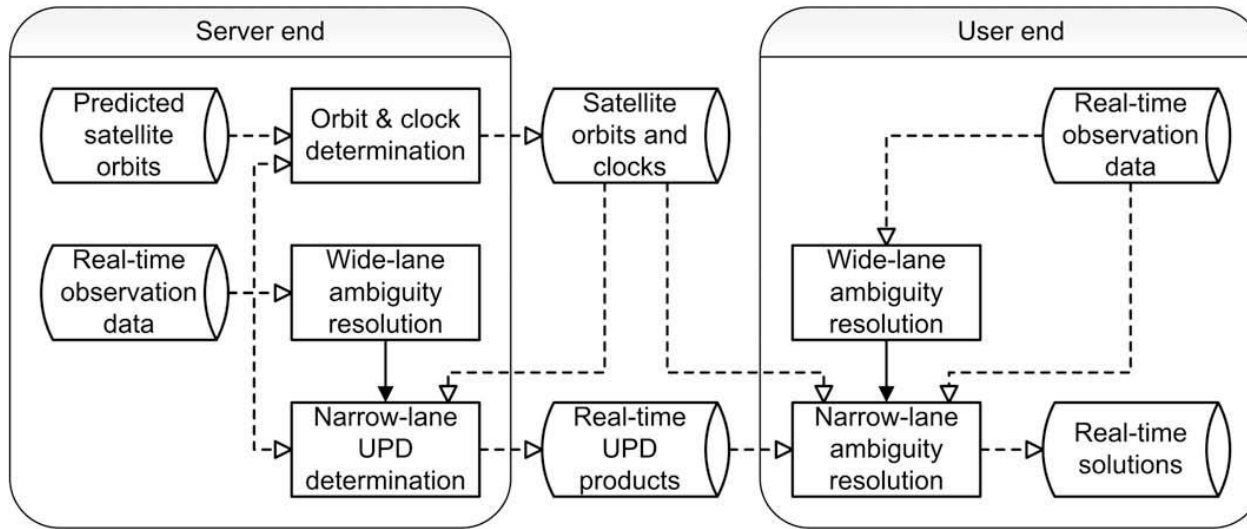 Server end
User end
Predicted
satellite
orbits
Orbit & clock
determination
Satellite
orbits and
clocks
Real-time
observation
data
Real-time
observation
data
Wide-lane
ambiguity
resolution
Wide-lane
ambiguity
resolution
Narrow-lane
UPD
determination
Real-time
UPD
products
Narrow-lane
ambiguity
resolution
Real-time
solutions